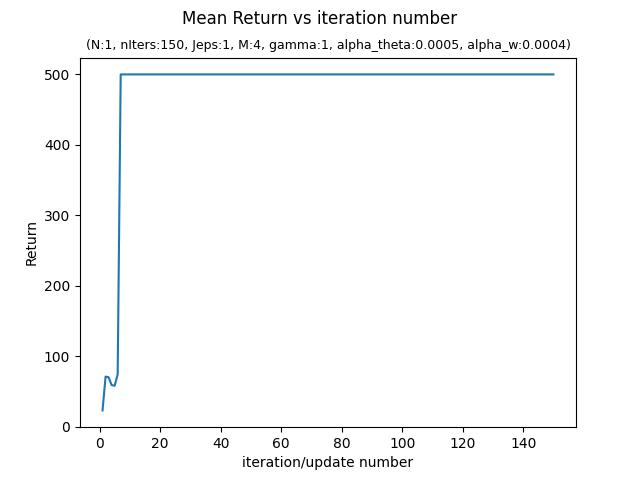 Mean Return vs iteration number
(N:1, nIters:150, Jeps:1, M:4, gamma:1, alpha_theta:0.0005, alpha_w:0.0004)
500
400
300
200
100
0
Return
0 20 40 60 80 100 120 140
iteration/update number